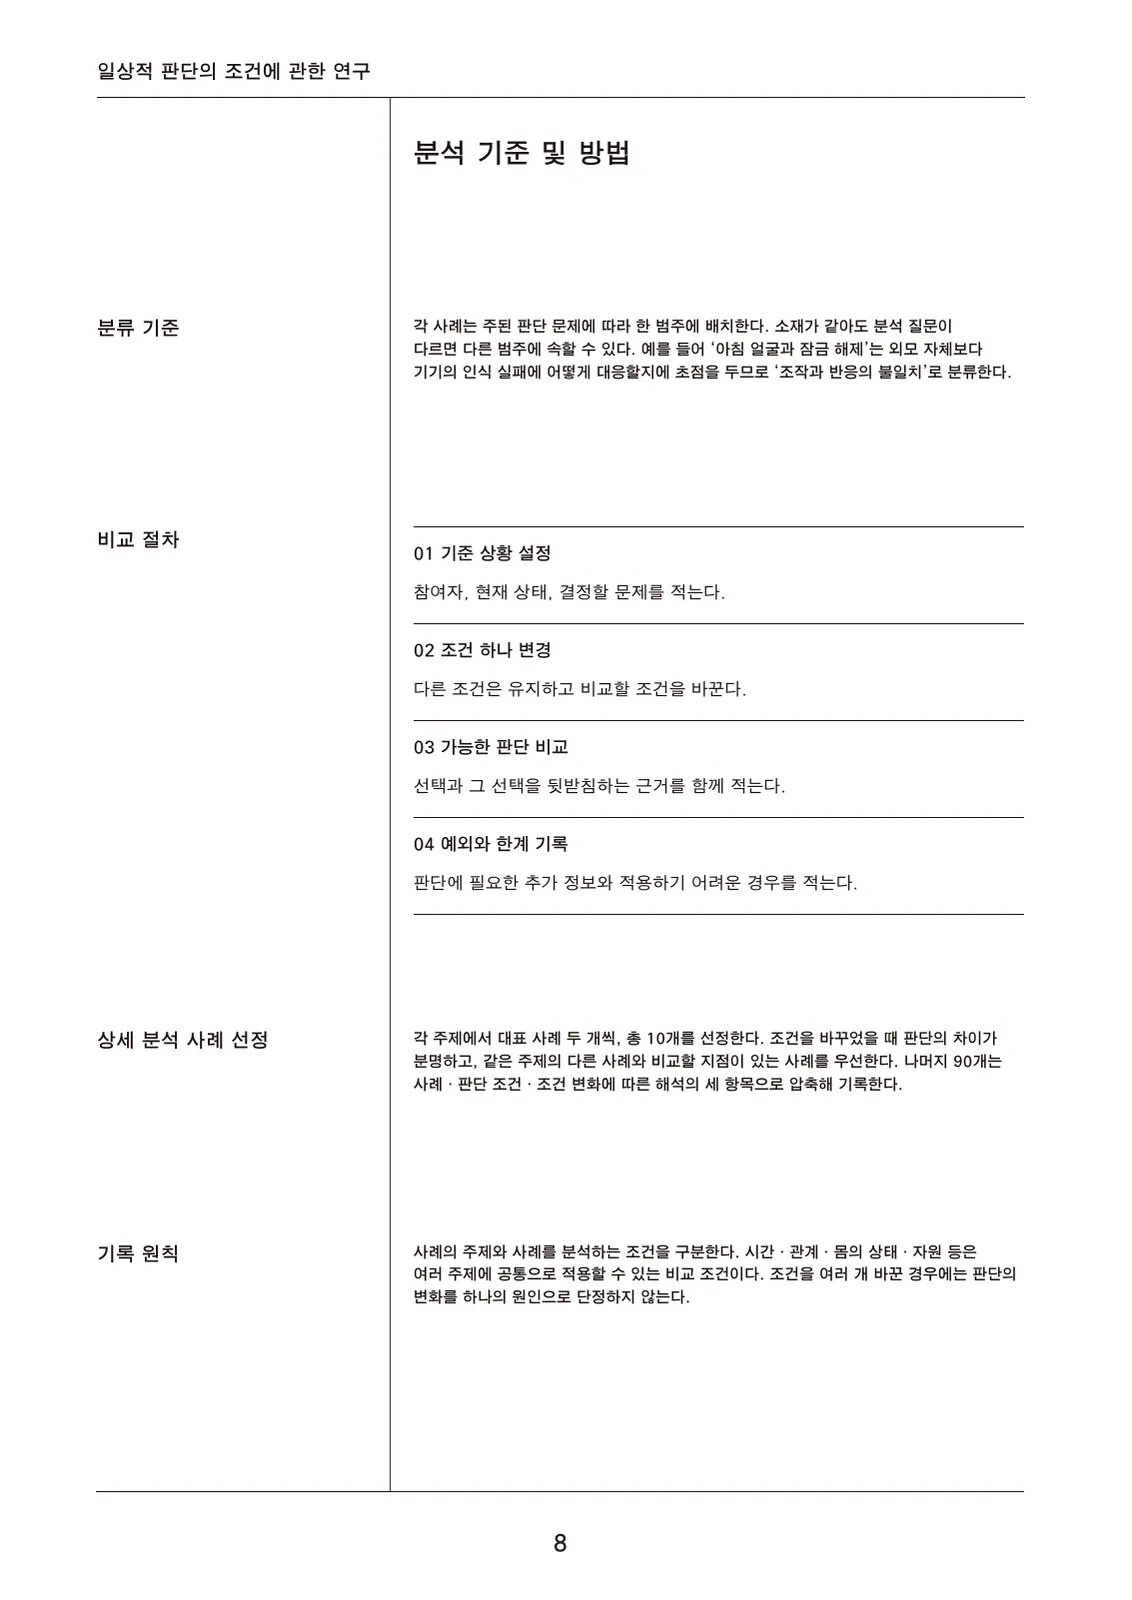 일상적 판단의 조건에 관한 연구
분석 기준 및 방법
분류 기준
각 사례는 주된 판단 문제에 따라 한 범주에 배치한다. 소재가 같아도 분석 질문이
다르면 다른 범주에 속할 수 있다. 예를 들어 ‘아침 얼굴과 잠금 해제’는 외모 자체보다
기기의 인식 실패에 어떻게 대응할지에 초점을 두므로 ‘조작과 반응의 불일치’로 분류한다.
비교 절차
01 기준 상황 설정
참여자, 현재 상태, 결정할 문제를 적는다.
02 조건 하나 변경
다른 조건은 유지하고 비교할 조건을 바꾼다.
03 가능한 판단 비교
선택과 그 선택을 뒷받침하는 근거를 함께 적는다.
04 예외와 한계 기록
판단에 필요한 추가 정보와 적용하기 어려운 경우를 적는다.
상세 분석 사례 선정
각 주제에서 대표 사례 두 개씩, 총 10개를 선정한다. 조건을 바꾸었을 때 판단의 차이가
분명하고, 같은 주제의 다른 사례와 비교할 지점이 있는 사례를 우선한다. 나머지 90개는
사례 · 판단 조건 · 조건 변화에 따른 해석의 세 항목으로 압축해 기록한다.
기록 원칙
사례의 주제와 사례를 분석하는 조건을 구분한다. 시간 · 관계 · 몸의 상태 · 자원 등은
여러 주제에 공통으로 적용할 수 있는 비교 조건이다. 조건을 여러 개 바꾼 경우에는 판단의
변화를 하나의 원인으로 단정하지 않는다.
8